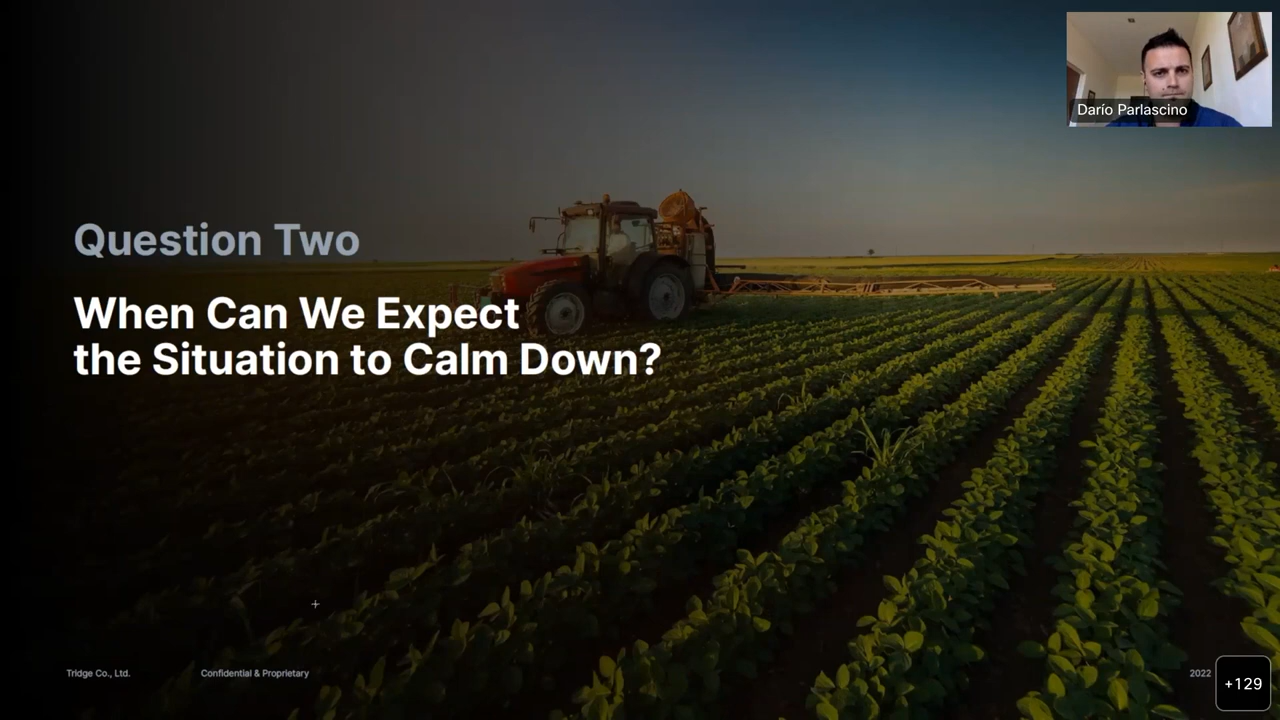 Darío Parlascino
Question Two
When Can We Expect
the Situation to Calm Down?
Tridge Co., Ltd.
Confidential & Proprietary
2022
+129